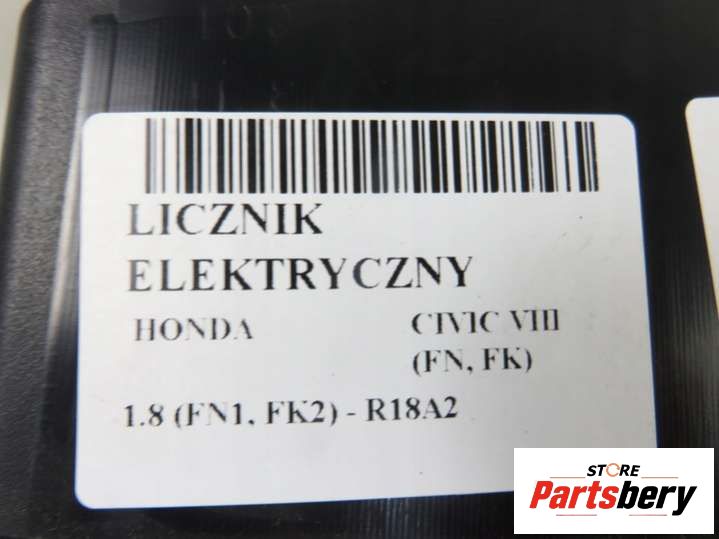 LICZNIK
ELEKTRYCZNY
HONDA CIVIC VIII
(FN, FK)
1.8 (FN1, FK2) - R18A2
STORE
Partsbery